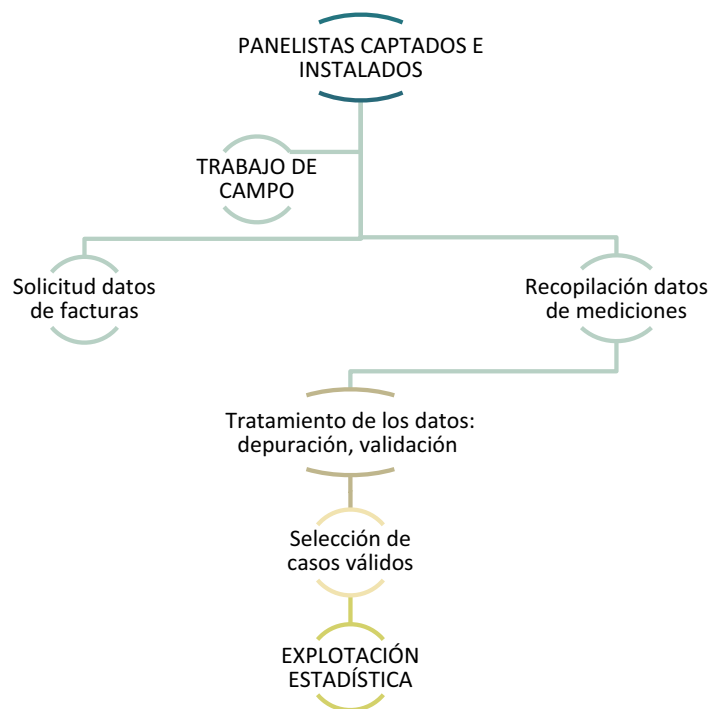 PANELISTAS CAPTADOS E
INSTALADOS
TRABAJO DE
CAMPO
Solicitud datos
de facturas
Recopilación datos
de mediciones
Tratamiento de los datos:
depuración, validación
Selección de
casos válidos
EXPLOTACIÓN
ESTADÍSTICA